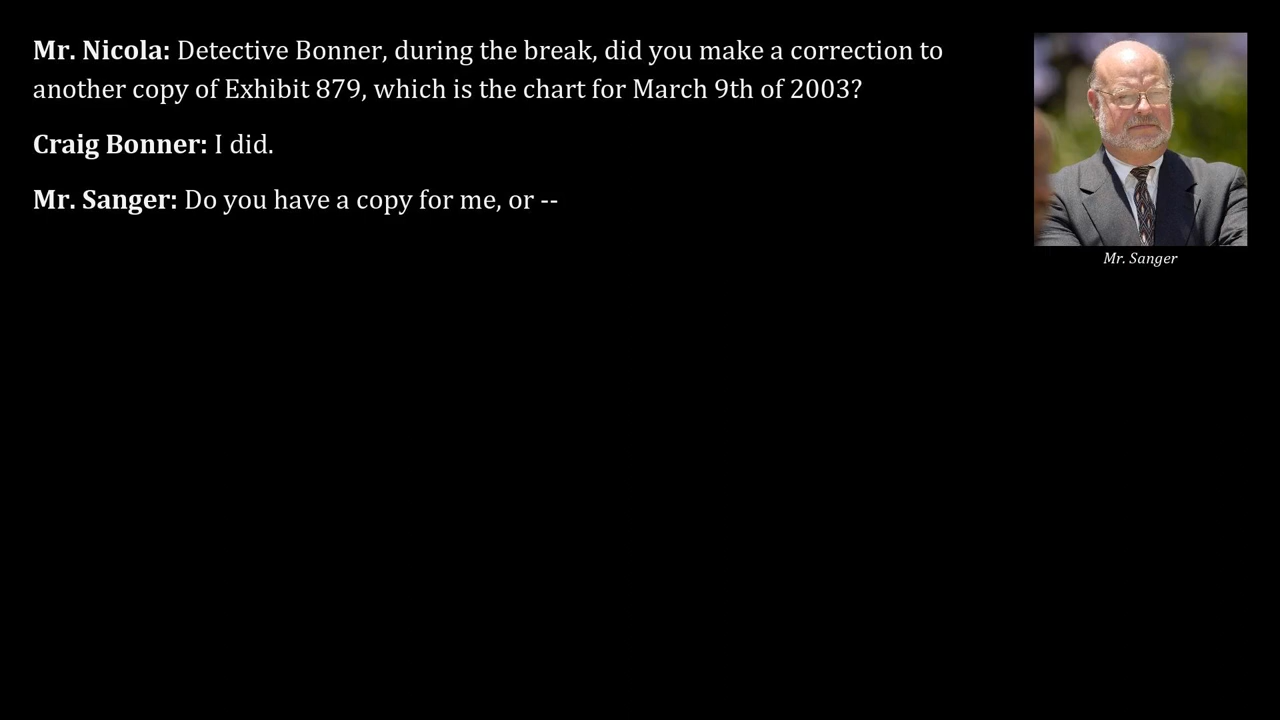 Mr. Nicola: Detective Bonner, during the break, did you make a correction to
another copy of Exhibit 879, which is the chart for March 9th of 2003?
Craig Bonner: I did.
Mr. Sanger: Do you have a copy for me, or --
Mr. Sanger